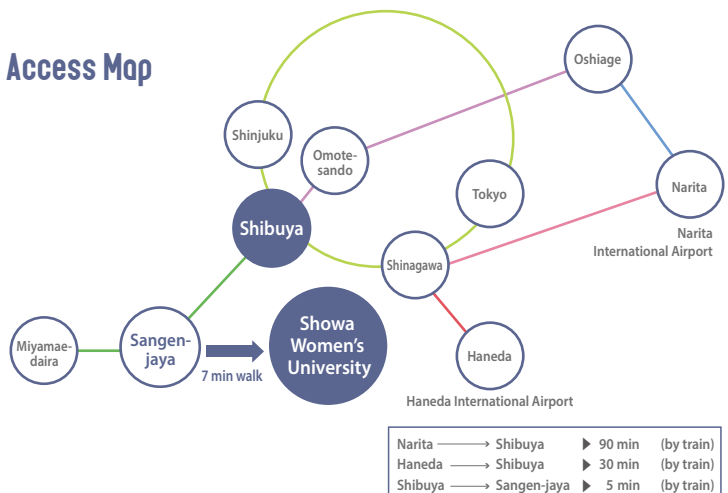 Access Map
Oshiage
Shinjuku
Omote-
sando
Tokyo
Narita
Narita
International Airport
Shibuya
Shinagawa
Miyamae-
daira
Sangen-
jaya
7 min walk
Showa
Women's
University
Haneda
Haneda International Airport
Narita ⟶ Shibuya ▶ 90 min (by train)
Haneda ⟶ Shibuya ▶ 30 min (by train)
Shibuya ⟶ Sangen-jaya ▶ 5 min (by train)